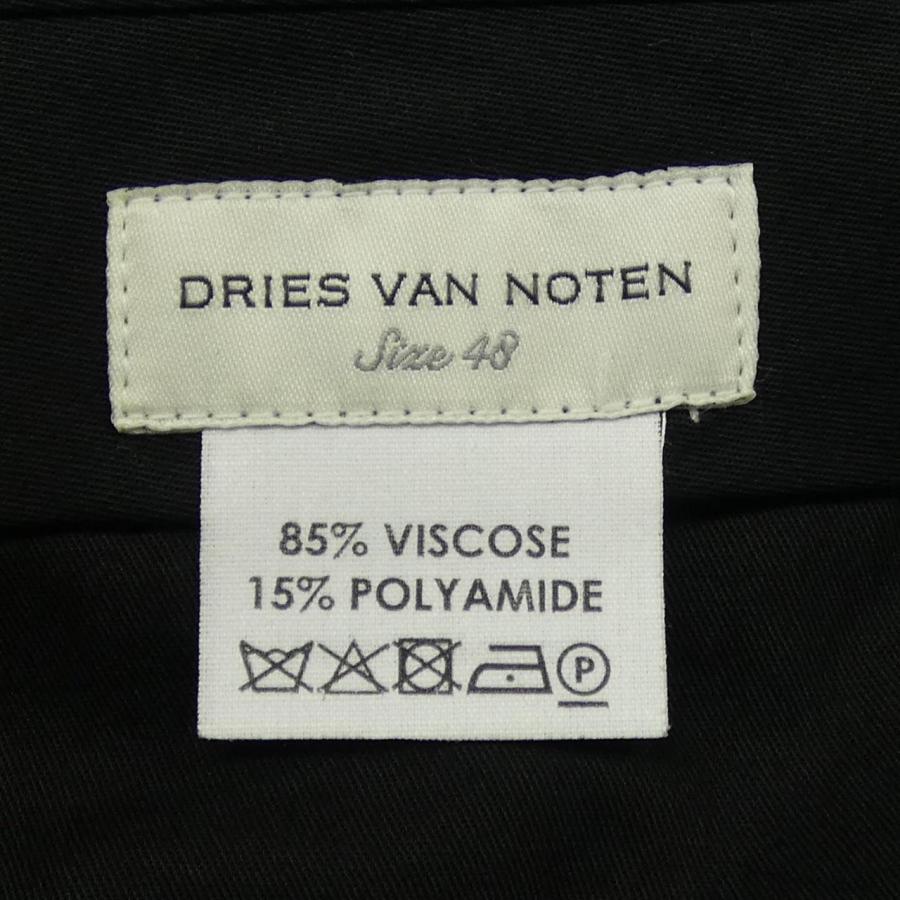 DRIES VAN NOTEN
Size 48
85% VISCOSE
15% POLYAMIDE
P